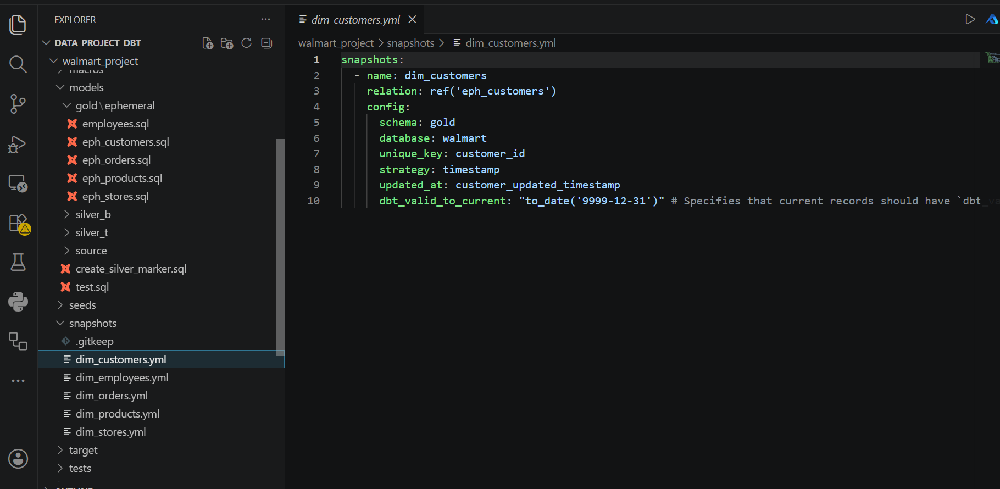 EXPLORER
DATA_PROJECT_DBT
walmart_project
macros
models
gold\ephemeral
employees.sql
eph_customers.sql
eph_orders.sql
eph_products.sql
eph_stores.sql
silver_b
silver_t
source
create_silver_marker.sql
test.sql
seeds
snapshots
.gitkeep
dim_customers.yml
dim_employees.yml
dim_orders.yml
dim_products.yml
dim_stores.yml
target
tests
dim_customers.yml
walmart_project > snapshots > dim_customers.yml
1 snapshots:
2 - name: dim_customers
3 relation: ref('eph_customers')
4 config:
5 schema: gold
6 database: walmart
7 unique_key: customer_id
8 strategy: timestamp
9 updated_at: customer_updated_timestamp
10 dbt_valid_to_current: "to_date('9999-12-31')" # Specifies that current records should have `dbt_va